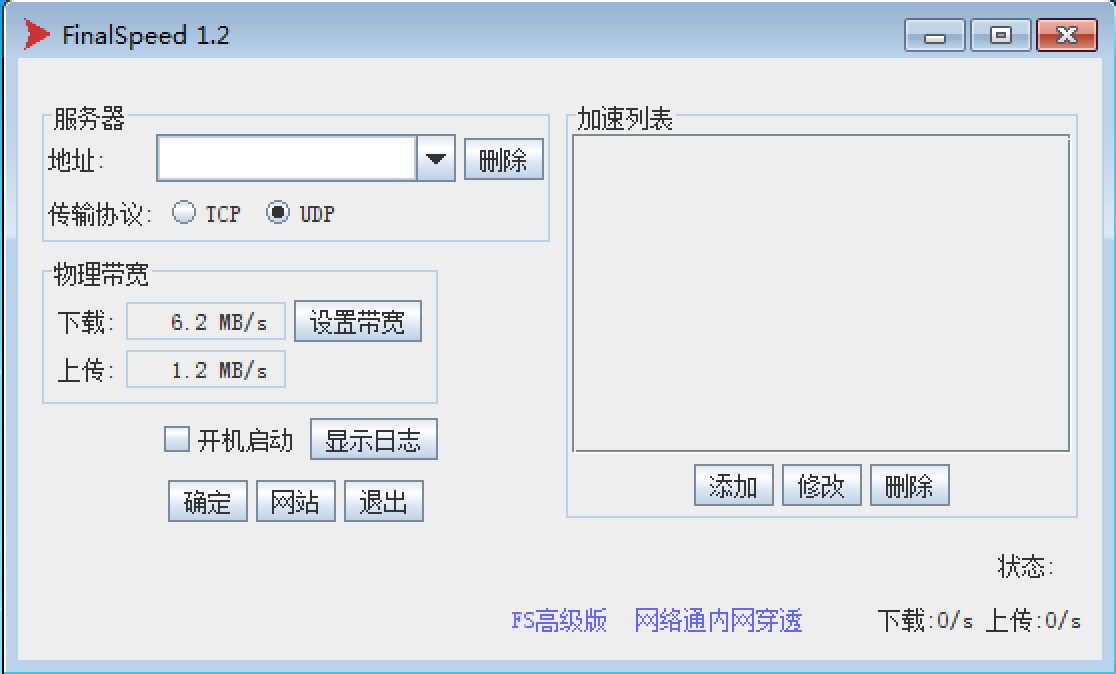 FinalSpeed 1.2
服务器
地址:
删除
传输协议: TCP UDP
物理带宽
下载: 6.2 MB/s 设置带宽
上传: 1.2 MB/s
开机启动 显示日志
确定 网站 退出
加速列表
添加 修改 删除
状态:
FS高级版 网络通内网穿透 下载:0/s 上传:0/s